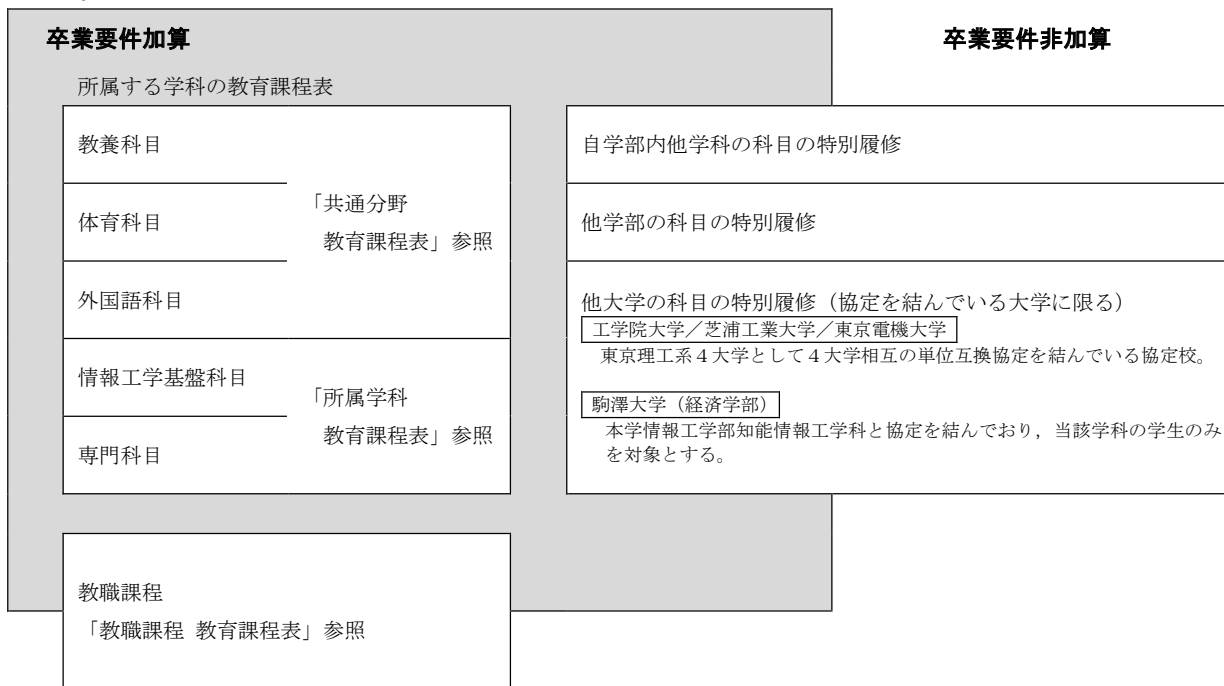 卒業要件加算
卒業要件非加算
所属する学科の教育課程表
教養科目
体育科目
外国語科目
「共通分野
教育課程表」参照
情報工学基盤科目
専門科目
「所属学科
教育課程表」参照
自学部内他学科の科目の特別履修
他学部の科目の特別履修
他大学の科目の特別履修（協定を結んでいる大学に限る）
工学院大学／芝浦工業大学／東京電機大学
東京理工系４大学として４大学相互の単位互換協定を結んでいる協定校。
駒澤大学（経済学部）
本学情報工学部知能情報工学科と協定を結んでおり，当該学科の学生のみ
を対象とする。
教職課程
「教職課程 教育課程表」参照